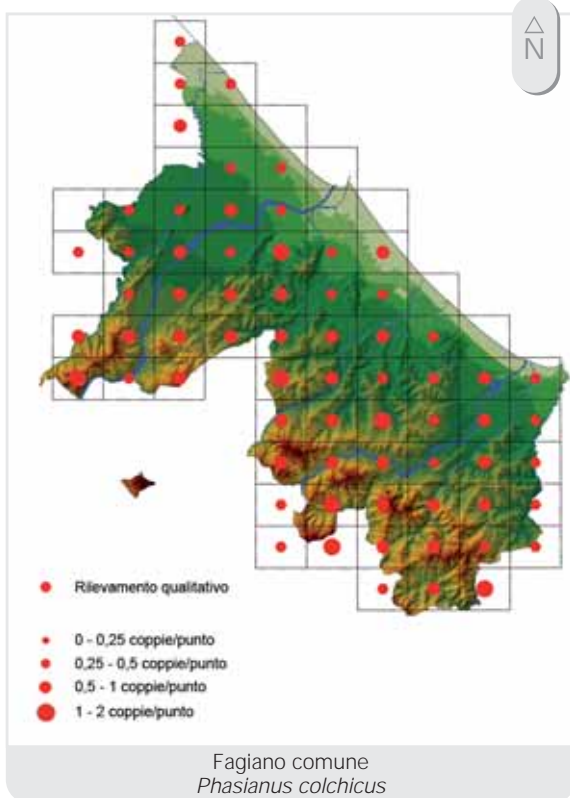 N
Rilevamento qualitativo
0 - 0,25 coppie/punto
0,25 - 0,5 coppie/punto
0,5 - 1 coppie/punto
1 - 2 coppie/punto
Fagiano comune
Phasianus colchicus